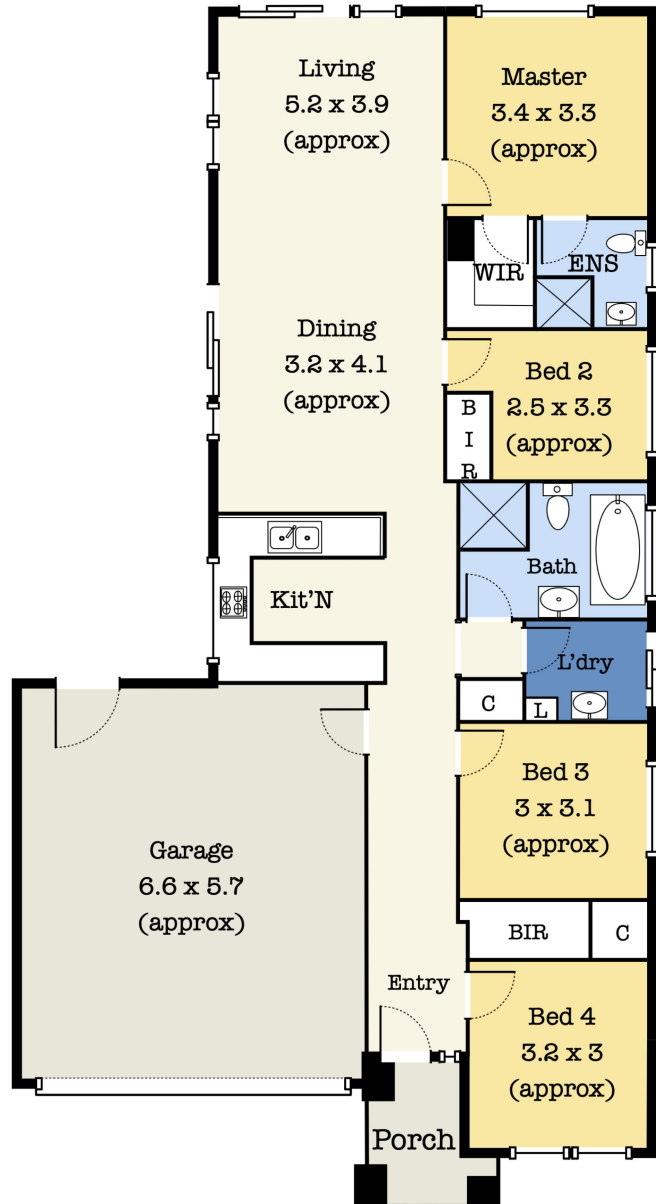 Living
5.2 x 3.9
(approx)
Master
3.4 x 3.3
(approx)
WIR
ENS
Dining
3.2 x 4.1
(approx)
Bed 2
2.5 x 3.3
(approx)
B
I
R
Bath
Kit'N
L'dry
C
L
Bed 3
3 x 3.1
(approx)
Garage
6.6 x 5.7
(approx)
BIR
C
Entry
Bed 4
3.2 x 3
(approx)
Porch